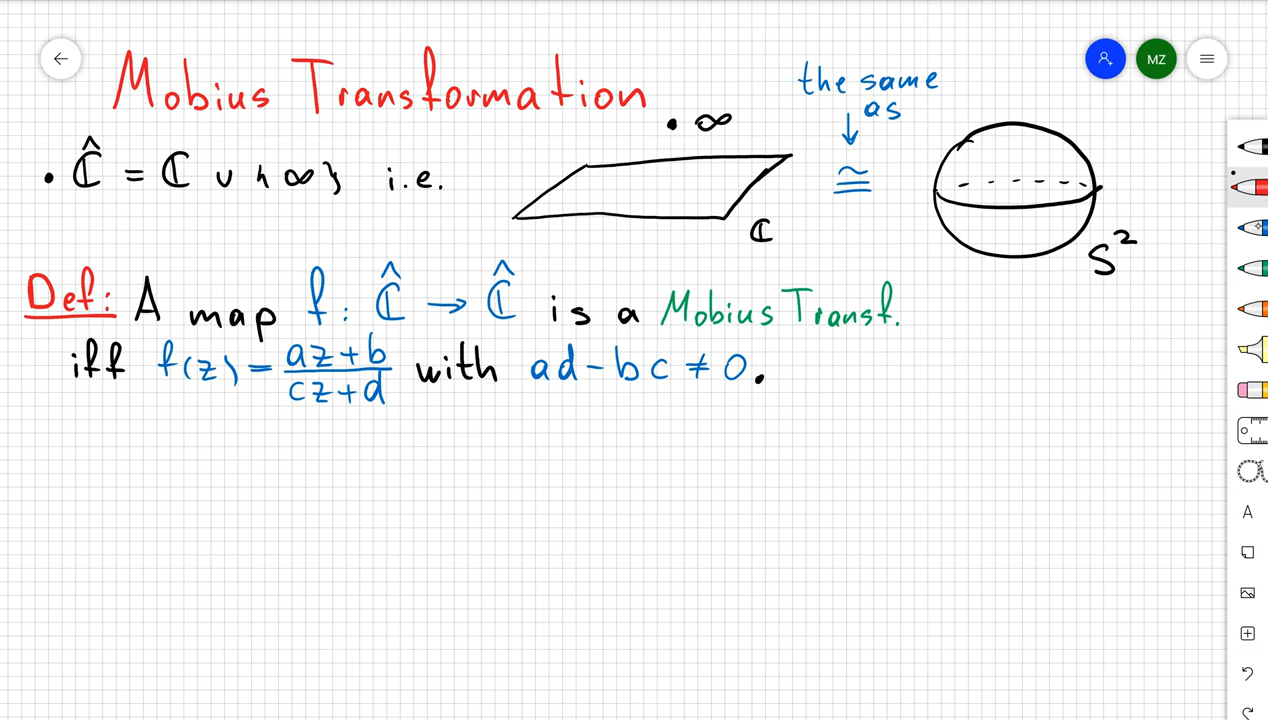 Mobius Transformation
MZ
the same
as
• ∞
• Ĉ = ℂ ∪ {∞} i.e.
≅
ℂ
S²
Def: A map f: Ĉ → Ĉ is a Mobius Transf.
iff f(z) = az+b / cz+d with ad-bc ≠ 0.
A